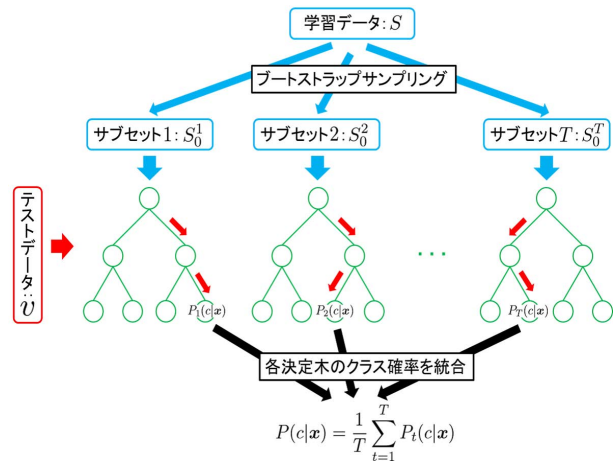 学習データ: S
ブートストラップサンプリング
サブセット1: S_0^1
サブセット2: S_0^2
サブセットT: S_0^T
テストデータ: v
· · ·
P_1(c|x)
P_2(c|x)
P_T(c|x)
各決定木のクラス確率を統合
P(c|x) = \frac{1}{T} \sum_{t=1}^{T} P_t(c|x)